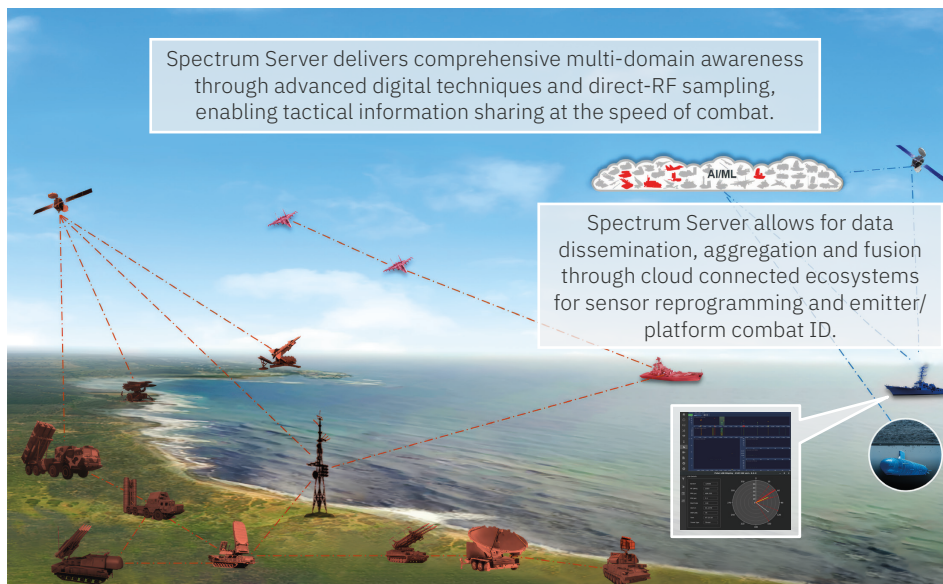 Spectrum Server delivers comprehensive multi-domain awareness
through advanced digital techniques and direct-RF sampling,
enabling tactical information sharing at the speed of combat.
AI/ML
Spectrum Server allows for data
dissemination, aggregation and fusion
through cloud connected ecosystems
for sensor reprogramming and emitter/
platform combat ID.